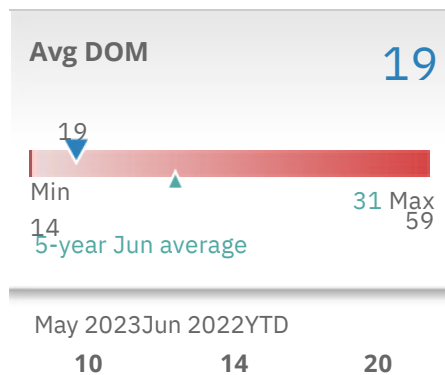 Avg DOM 19
19
Min
31 Max
14
59
5-year Jun average
May 2023Jun 2022YTD
10 14 20